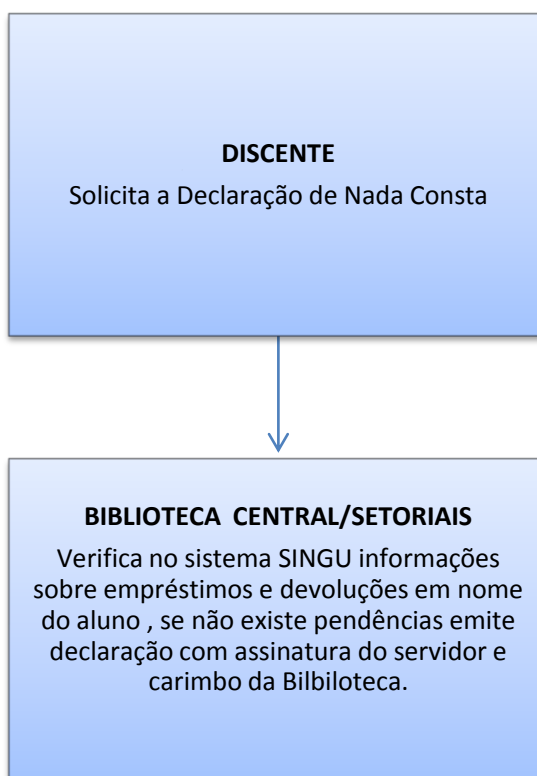 DISCENTE
Solicita a Declaração de Nada Consta
BIBLIOTECA  CENTRAL/SETORIAIS
Verifica no sistema SINGU informações
sobre empréstimos e devoluções em nome
do aluno , se não existe pendências emite
declaração com assinatura do servidor e
carimbo da Bilbiloteca.